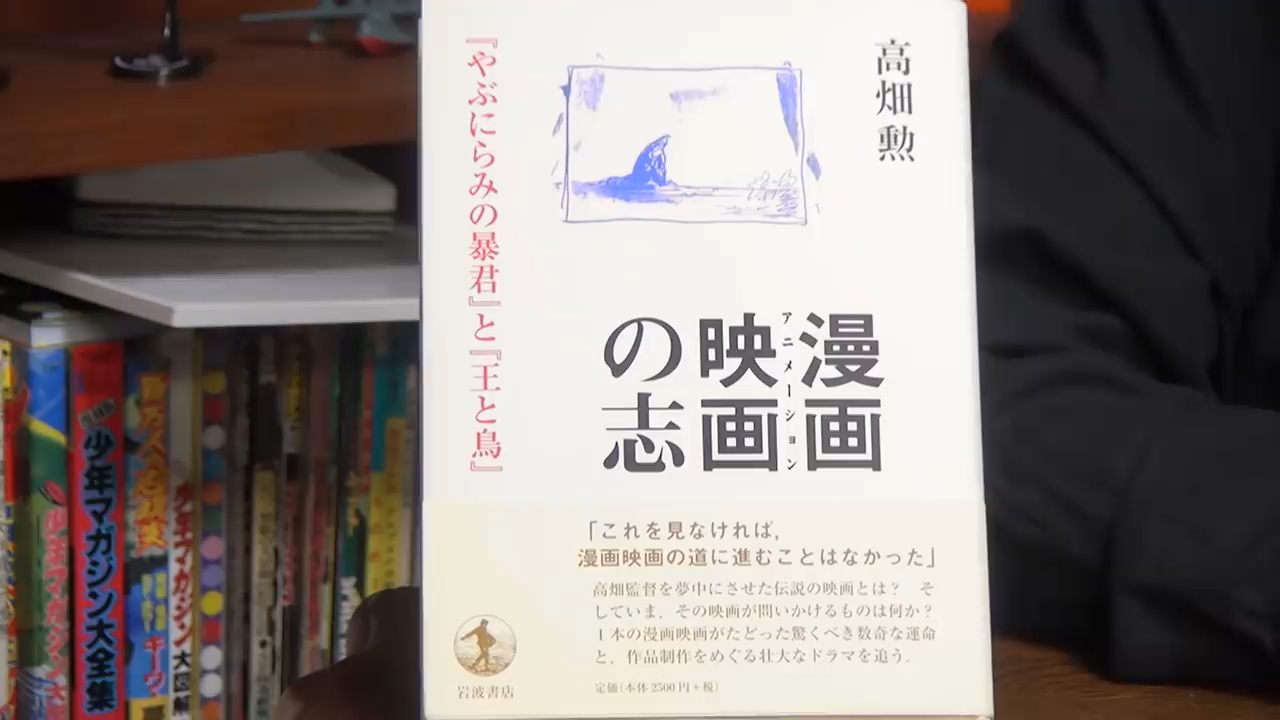 高畑 勲
漫画
映画
アニメーション
の志
『やぶにらみの暴君』と『王と鳥』
「これを見なければ,
漫画映画の道に進むことはなかった」
高畑監督を夢中にさせた伝説の映画とは? そ
していま,その映画が問いかけるものは何か?
1本の漫画映画がたどった驚くべき数奇な運命
と,作品制作をめぐる壮大なドラマを追う.
定価(本体2500円+税)
岩波書店
少年マガジン大全集
少年マガジン大図解